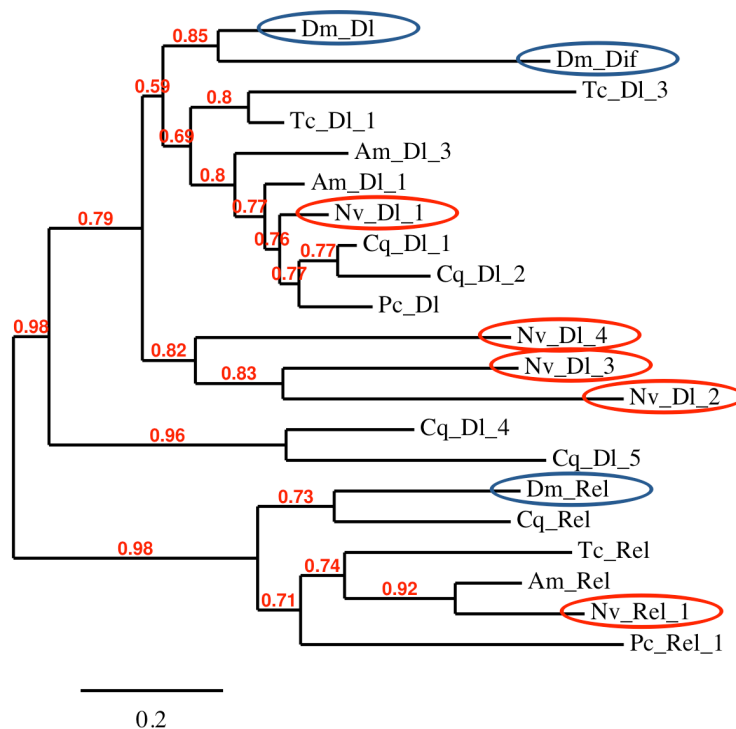 Dm_Dl
0.85
Dm_Dif
0.59
Tc_Dl_3
0.8
Tc_Dl_1
0.69
Am_Dl_3
0.8
Am_Dl_1
0.77
Nv_Dl_1
0.79
0.76
Cq_Dl_1
0.77
Cq_Dl_2
0.77
Pc_Dl
0.98
Nv_Dl_4
0.82
Nv_Dl_3
0.83
Nv_Dl_2
Cq_Dl_4
0.96
Cq_Dl_5
Dm_Rel
0.73
Cq_Rel
0.98
Tc_Rel
0.74
Am_Rel
0.92
Nv_Rel_1
0.71
Pc_Rel_1
0.2